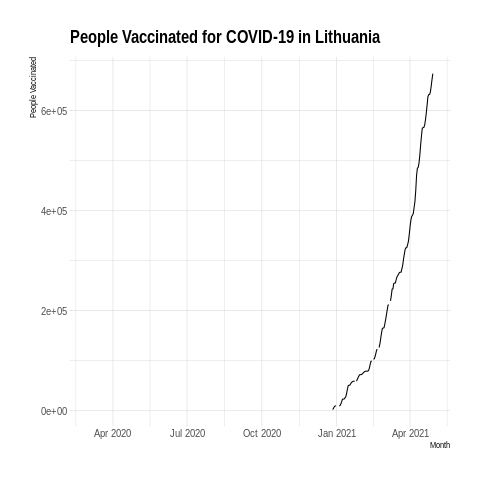 People Vaccinated for COVID-19 in Lithuania
People Vaccinated
6e+05
4e+05
2e+05
0e+00
Apr 2020 Jul 2020 Oct 2020 Jan 2021 Apr 2021
Month